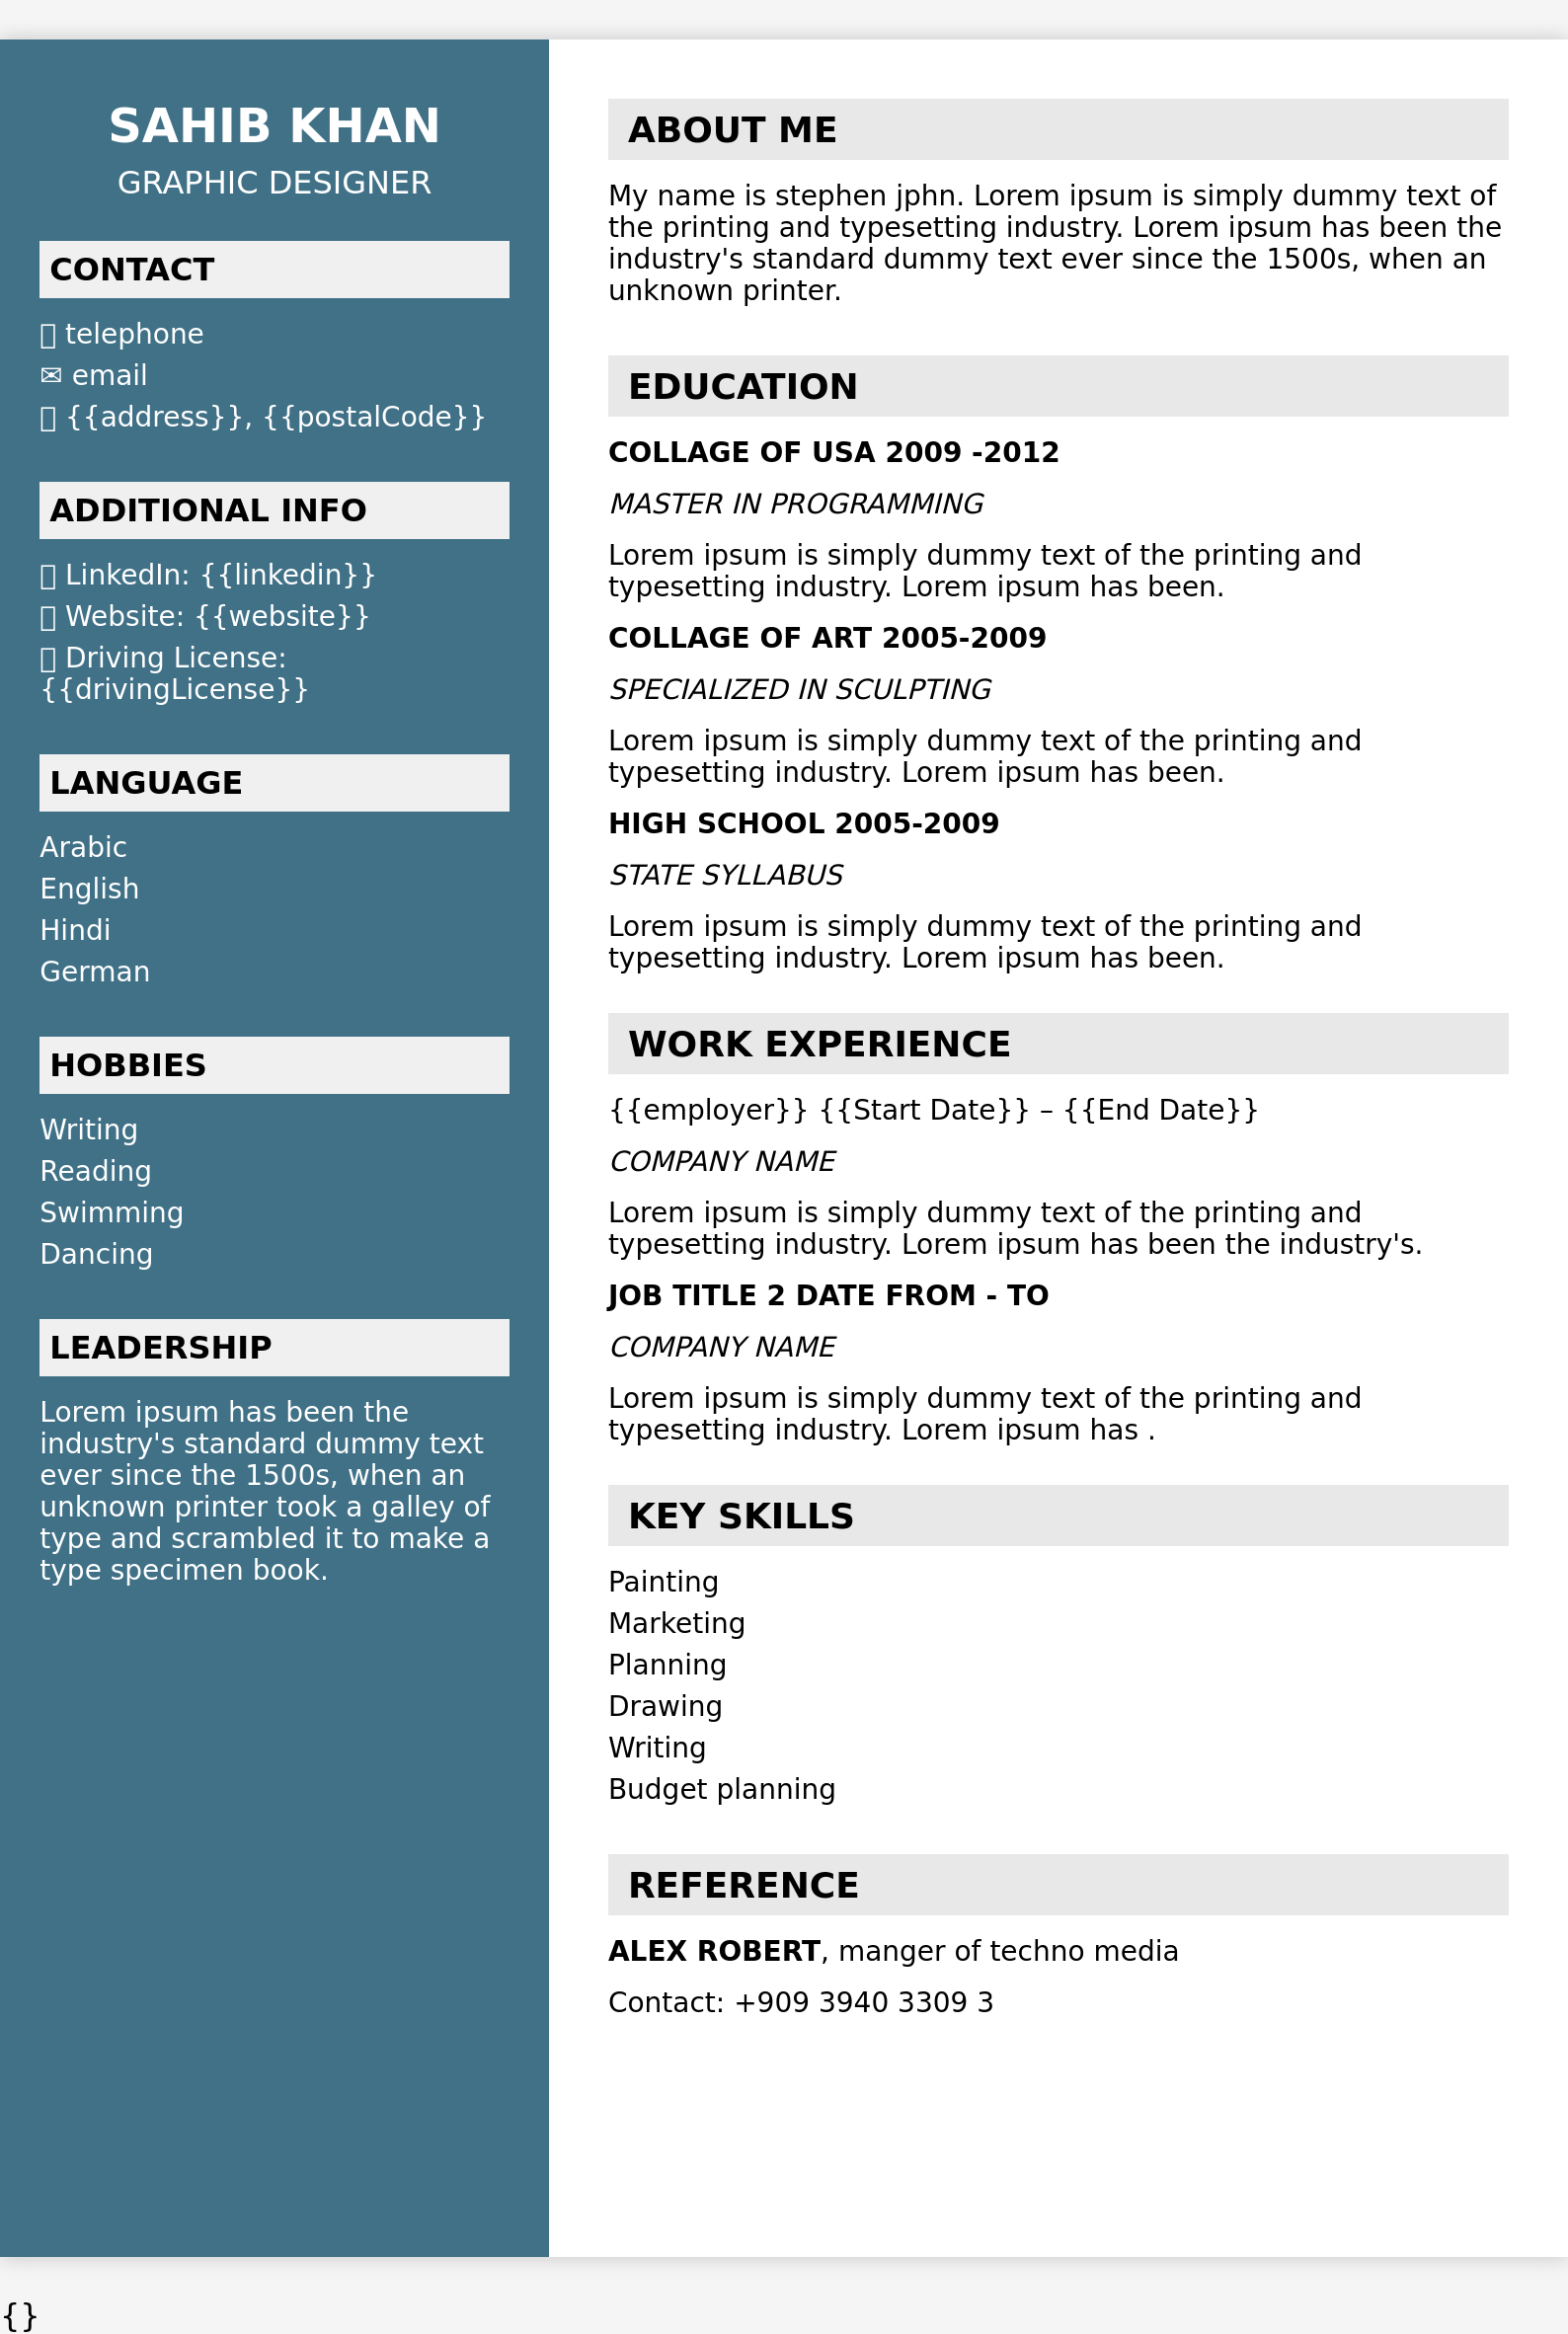 SAHIB KHAN
GRAPHIC DESIGNER
CONTACT
telephone
✉ email
{{address}}, {{postalCode}}
ADDITIONAL INFO
LinkedIn: {{linkedin}}
Website: {{website}}
Driving License:
{{drivingLicense}}
LANGUAGE
Arabic
English
Hindi
German
HOBBIES
Writing
Reading
Swimming
Dancing
LEADERSHIP
Lorem ipsum has been the
industry's standard dummy text
ever since the 1500s, when an
unknown printer took a galley of
type and scrambled it to make a
type specimen book.
ABOUT ME
My name is stephen jphn. Lorem ipsum is simply dummy text of
the printing and typesetting industry. Lorem ipsum has been the
industry's standard dummy text ever since the 1500s, when an
unknown printer.
EDUCATION
COLLAGE OF USA 2009 -2012
MASTER IN PROGRAMMING
Lorem ipsum is simply dummy text of the printing and
typesetting industry. Lorem ipsum has been.
COLLAGE OF ART 2005-2009
SPECIALIZED IN SCULPTING
Lorem ipsum is simply dummy text of the printing and
typesetting industry. Lorem ipsum has been.
HIGH SCHOOL 2005-2009
STATE SYLLABUS
Lorem ipsum is simply dummy text of the printing and
typesetting industry. Lorem ipsum has been.
WORK EXPERIENCE
{{employer}} {{Start Date}} – {{End Date}}
COMPANY NAME
Lorem ipsum is simply dummy text of the printing and
typesetting industry. Lorem ipsum has been the industry's.
JOB TITLE 2 DATE FROM - TO
COMPANY NAME
Lorem ipsum is simply dummy text of the printing and
typesetting industry. Lorem ipsum has .
KEY SKILLS
Painting
Marketing
Planning
Drawing
Writing
Budget planning
REFERENCE
ALEX ROBERT, manger of techno media
Contact: +909 3940 3309 3
{}